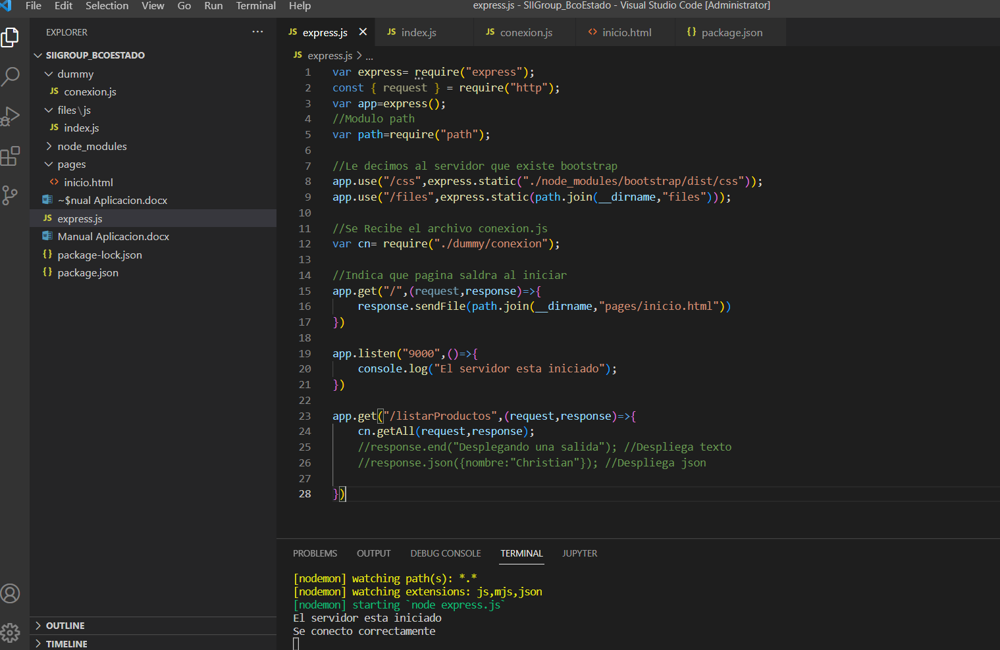 File Edit Selection View Go Run Terminal Help express.js - SIIGroup_BcoEstado - Visual Studio Code [Administrator]
EXPLORER ...
SIIGROUP_BCOESTADO
dummy
JS conexion.js
files\js
JS index.js
node_modules
pages
<> inicio.html
~$nual Aplicacion.docx
JS express.js
Manual Aplicacion.docx
{} package-lock.json
{} package.json
OUTLINE
TIMELINE
JS express.js × JS index.js JS conexion.js <> inicio.html {} package.json
JS express.js > ...
1 var express= require("express");
2 const { request } = require("http");
3 var app=express();
4 //Modulo path
5 var path=require("path");
6
7 //Le decimos al servidor que existe bootstrap
8 app.use("/css",express.static("./node_modules/bootstrap/dist/css"));
9 app.use("/files",express.static(path.join(__dirname,"files")));
10
11 //Se Recibe el archivo conexion.js
12 var cn= require("./dummy/conexion");
13
14 //Indica que pagina saldra al iniciar
15 app.get("/",(request,response)=>{
16 response.sendFile(path.join(__dirname,"pages/inicio.html"))
17 })
18
19 app.listen("9000",()=>{
20 console.log("El servidor esta iniciado");
21 })
22
23 app.get("/listarProductos",(request,response)=>{
24 cn.getAll(request,response);
25 //response.end("Desplegando una salida"); //Despliega texto
26 //response.json({nombre:"Christian"}); //Despliega json
27
28 })
PROBLEMS OUTPUT DEBUG CONSOLE TERMINAL JUPYTER
[nodemon] watching path(s): *.*
[nodemon] watching extensions: js,mjs,json
[nodemon] starting `node express.js`
El servidor esta iniciado
Se conecto correctamente